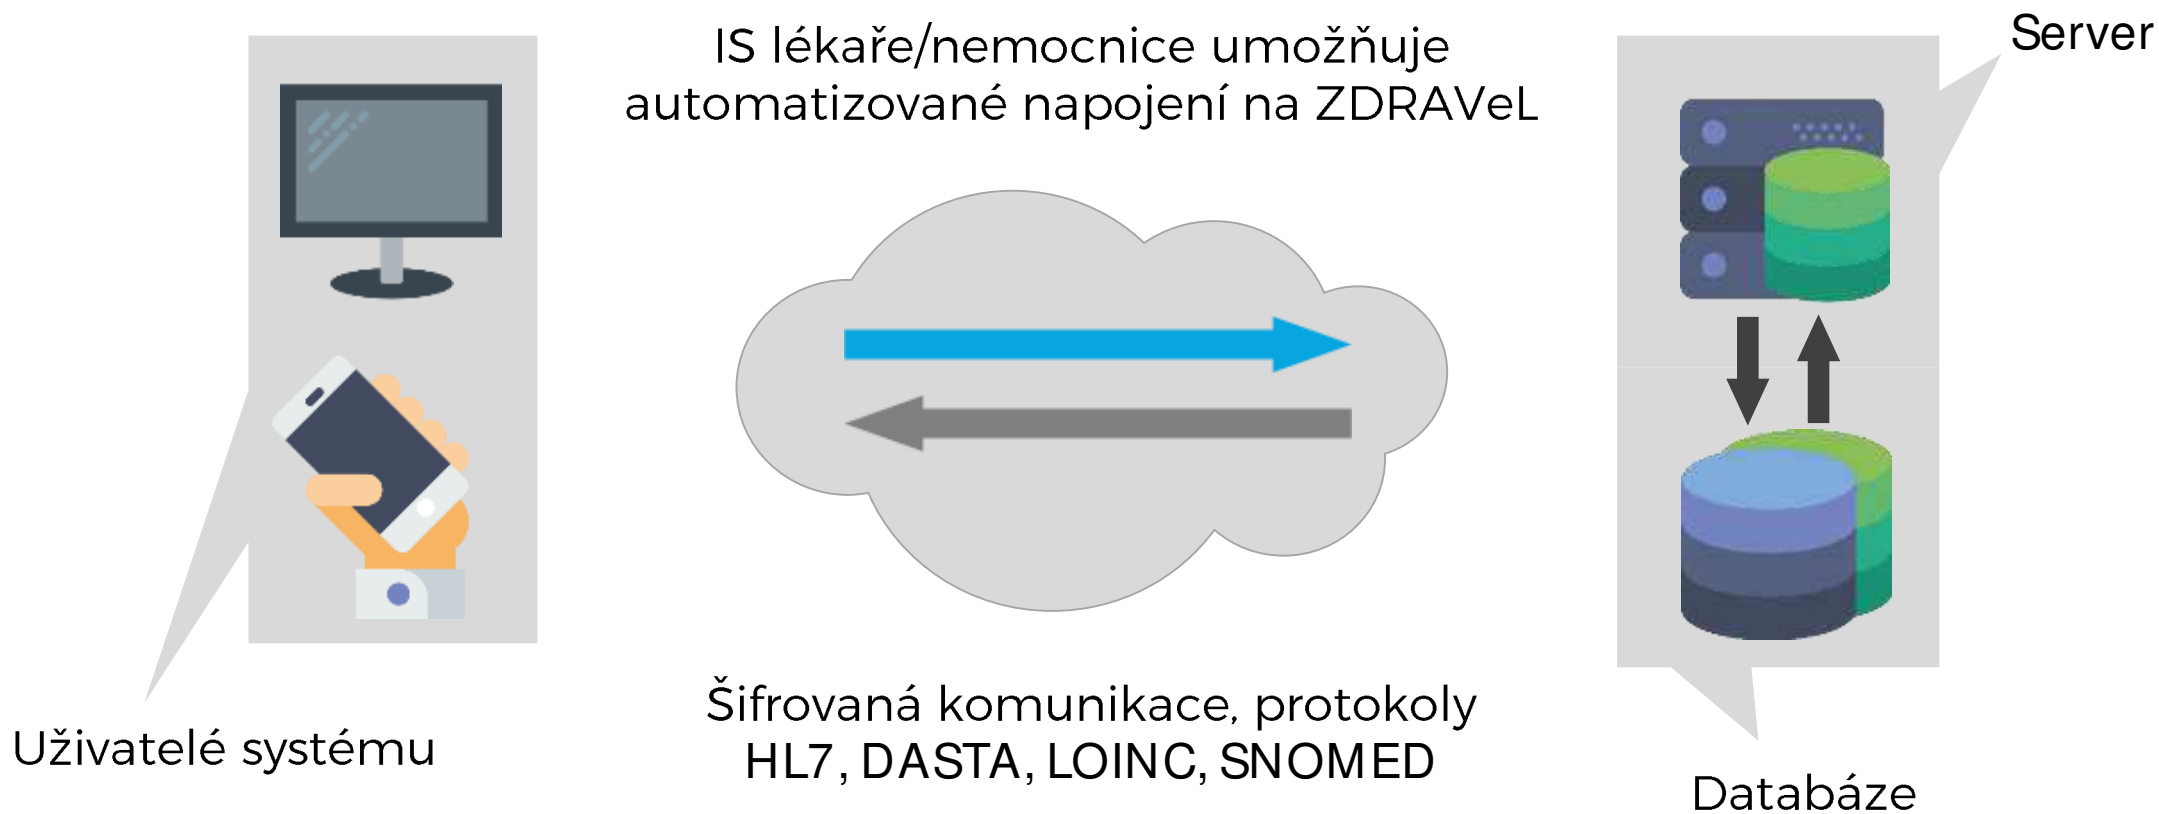 IS lékaře/nemocnice umožňuje
automatizované napojení na ZDRAVeL
Server
Uživatelé systému
Šifrovaná komunikace, protokoly
HL7, DASTA, LOINC, SNOMED
Databáze